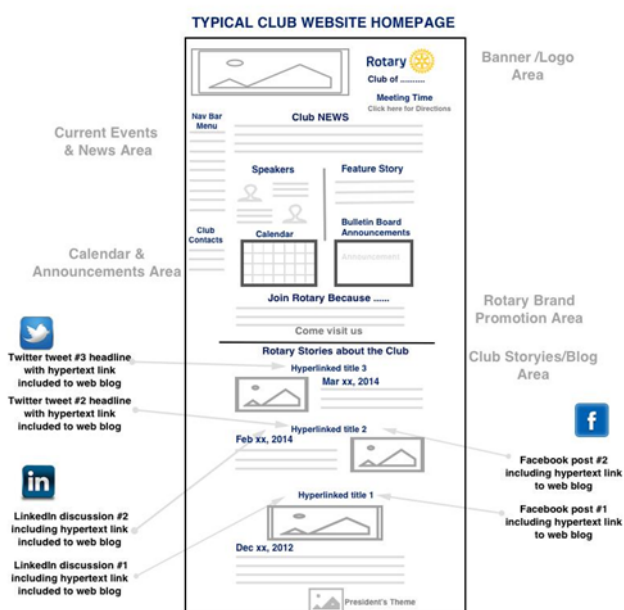 TYPICAL CLUB WEBSITE HOMEPAGE
Rotary
Club of ..........
Meeting Time
Click here for Directions
Banner /Logo
Area
Nav Bar
Menu
Club NEWS
Current Events
& News Area
Speakers
Feature Story
Club
Contacts
Calendar
Bulletin Board
Announcements
Announcement
Calendar &
Announcements Area
Join Rotary Because ......
Come visit us
Rotary Brand
Promotion Area
Rotary Stories about the Club
Club Storyies/Blog
Area
Hyperlinked title 3
Mar xx, 2014
Twitter tweet #3 headline
with hypertext link
included to web blog
Twitter tweet #2 headline
with hypertext link
included to web blog
Hyperlinked title 2
Feb xx, 2014
f
Facebook post #2
including hypertext link
to web blog
Facebook post #1
including hypertext link
to web blog
in
LinkedIn discussion #2
including hypertext link
included to web blog
LinkedIn discussion #1
including hypertext link
included to web blog
Hyperlinked title 1
Dec xx, 2012
President's Theme